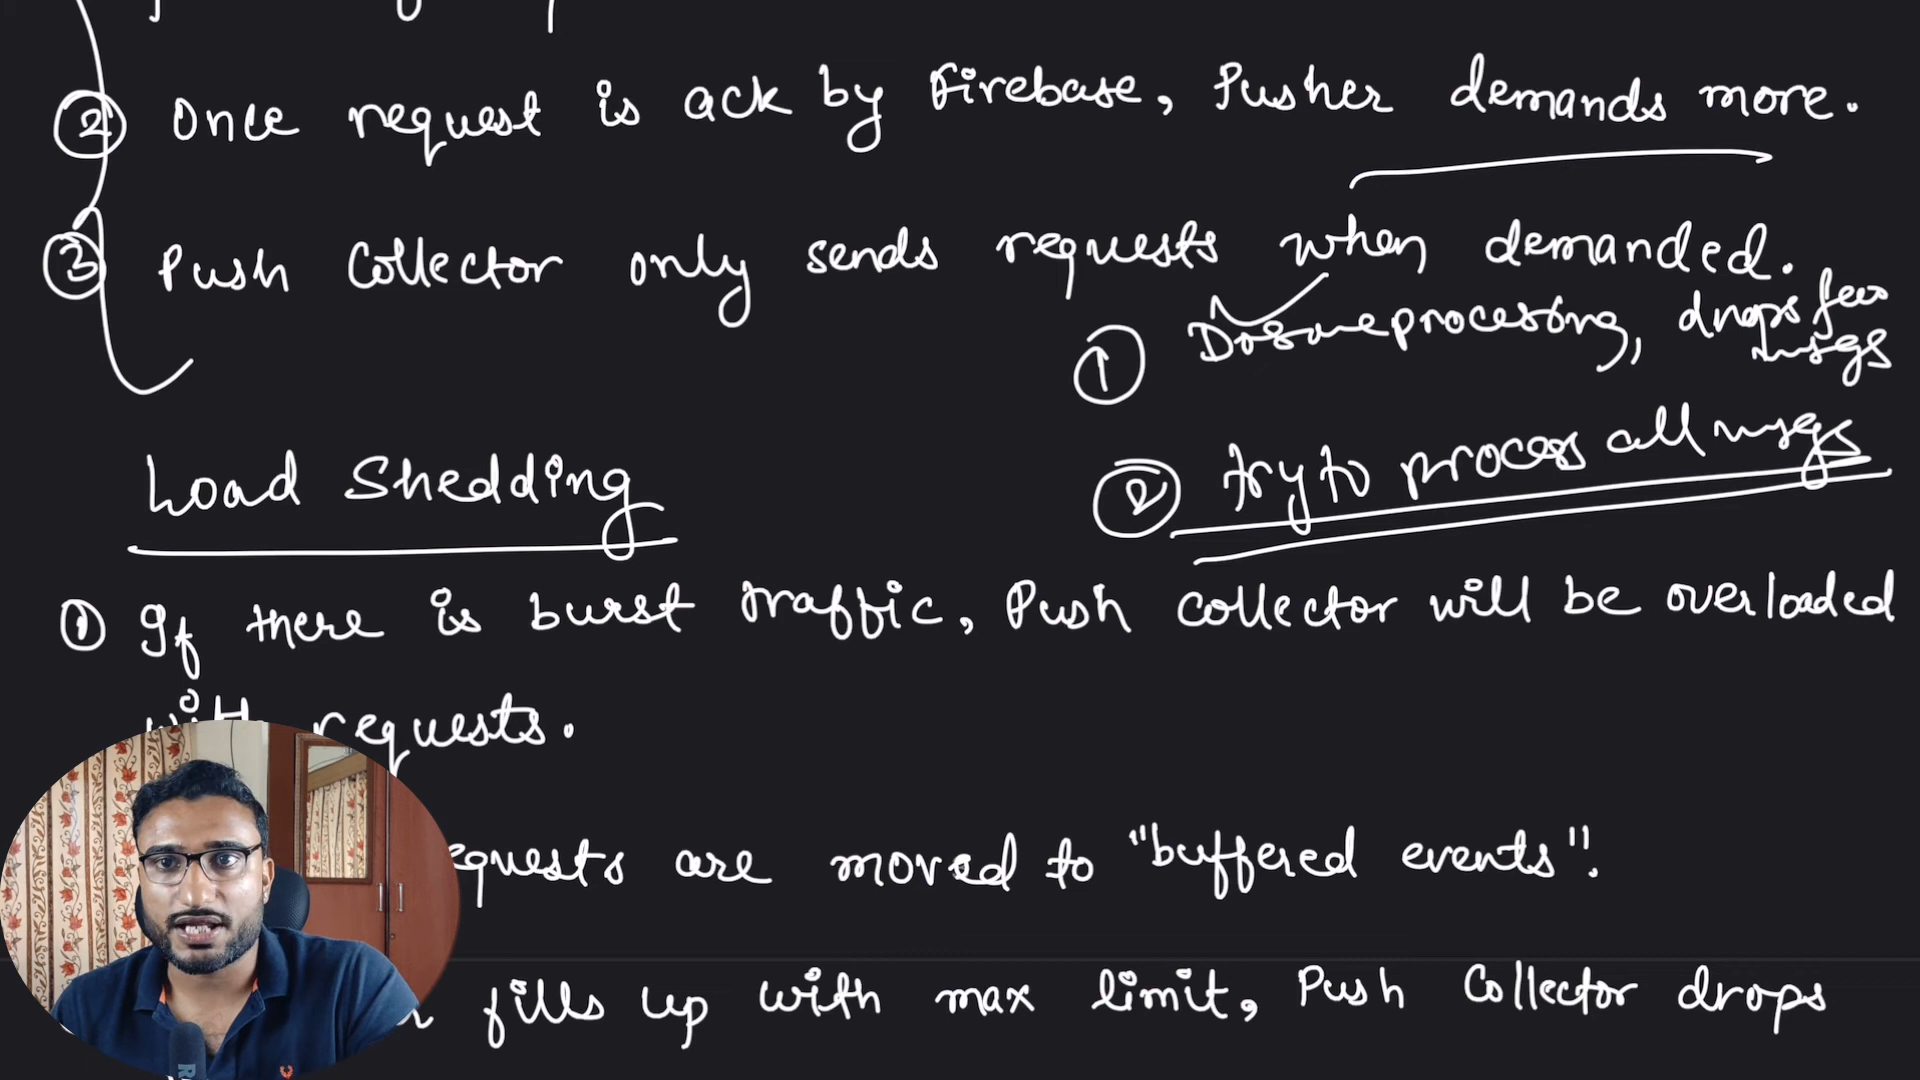 ② Once request is ack by Firebase, Pusher demands more.
③ Push Collector only sends requests when demanded.
① Do some processing, drops few
msgs
② try to process all msgs
Load Shedding
① If there is burst traffic, Push collector will be overloaded
with requests.
equests are moved to "buffered events".
fills up with max limit, Push Collector drops